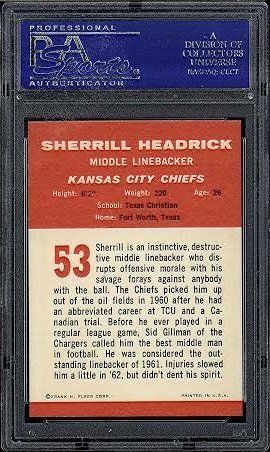 PROFESSIONAL
PSA
Sports
AUTHENTICATOR
A
DIVISION OF
COLLECTORS
UNIVERSE
NASDAQ: CLCT
SHERRILL HEADRICK
MIDDLE LINEBACKER
KANSAS CITY CHIEFS
Height: 6'2" Weight: 220 Age: 26
School: Texas Christian
Home: Fort Worth, Texas
53
Sherrill is an instinctive, destruc-
tive middle linebacker who dis-
rupts offensive morale with his
savage forays against anybody
with the ball. The Chiefs picked him up
out of the oil fields in 1960 after he had
an abbreviated career at TCU and a Ca-
nadian trial. Before he ever played in a
regular league game, Sid Gillman of the
Chargers called him the best middle man
in football. He was considered the out-
standing linebacker of 1961. Injuries slowed
him a little in '62, but didn't dent his spirit.
©FRANK H. FLEER CORP. PRINTED IN U.S.A.